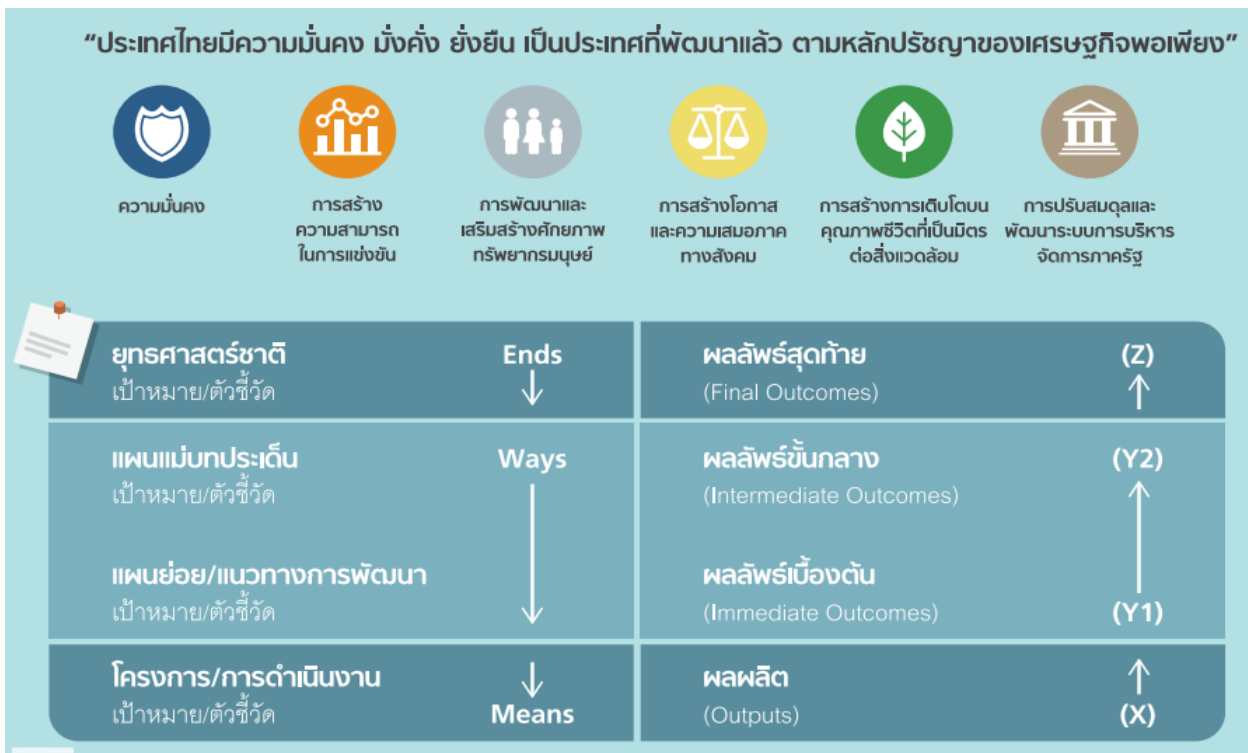 “ประเทศไทยมีความมั่นคง มั่งคั่ง ยั่งยืน เป็นประเทศที่พัฒนาแล้ว ตามหลักปรัชญาของเศรษฐกิจพอเพียง”
ความมั่นคง
การสร้าง
ความสามารถ
ในการแข่งขัน
การพัฒนาและ
เสริมสร้างศักยภาพ
ทรัพยากรมนุษย์
การสร้างโอกาส
และความเสมอภาค
ทางสังคม
การสร้างการเติบโตบน
คุณภาพชีวิตที่เป็นมิตร
ต่อสิ่งแวดล้อม
การปรับสมดุลและ
พัฒนาระบบการบริหาร
จัดการภาครัฐ
ยุทธศาสตร์ชาติ Ends ผลลัพธ์สุดท้าย (Z)
เป้าหมาย/ตัวชี้วัด (Final Outcomes)
แผนแม่บทประเด็น Ways ผลลัพธ์ขั้นกลาง (Y2)
เป้าหมาย/ตัวชี้วัด (Intermediate Outcomes)
แผนย่อย/แนวทางการพัฒนา ผลลัพธ์เบื้องต้น
เป้าหมาย/ตัวชี้วัด (Immediate Outcomes) (Y1)
โครงการ/การดำเนินงาน ผลผลิต
เป้าหมาย/ตัวชี้วัด Means (Outputs) (X)